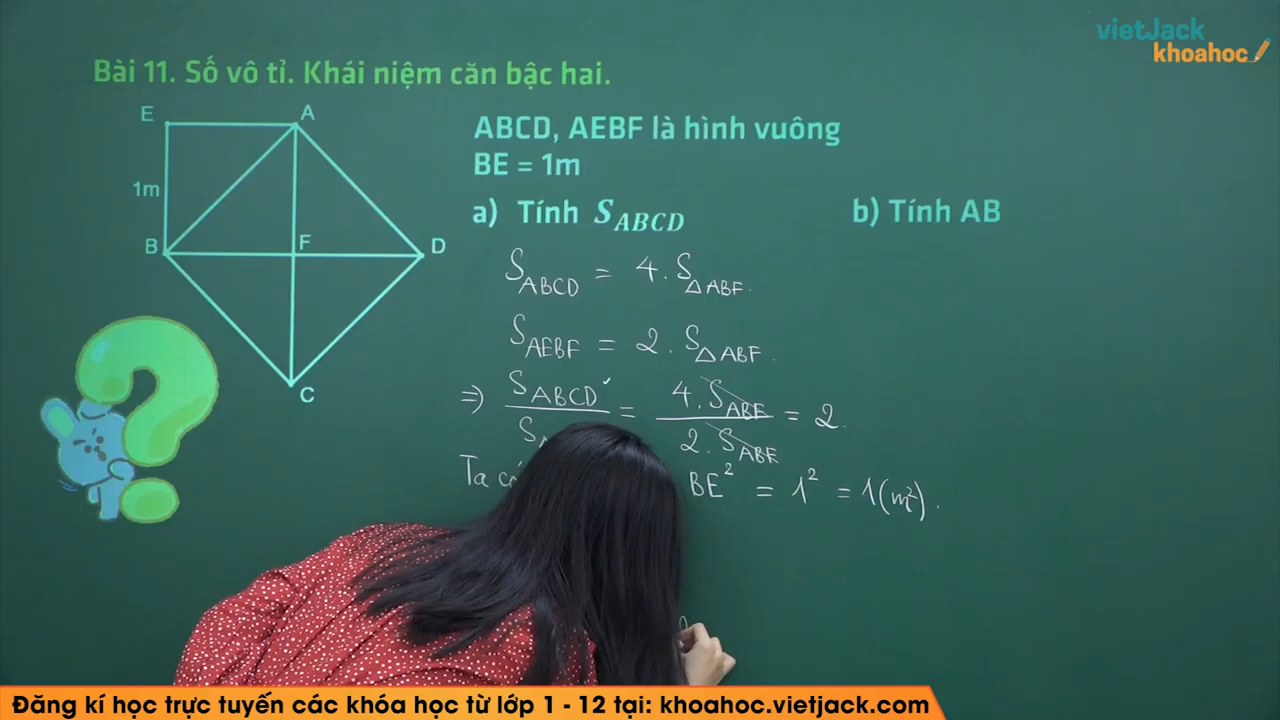 vietJack
khoahoc
Bài 11. Số vô tỉ. Khái niệm căn bậc hai.
E A
1m
B F D
C
ABCD, AEBF là hình vuông
BE = 1m
a) Tính S_ABCD
b) Tính AB
S_ABCD = 4. S_ΔABF.
S_AEBF = 2. S_ΔABF.
=> S_ABCD / S = 4. S_ABF / 2. S_ABF = 2.
Ta có BE² = 1² = 1 (m²).
Đăng kí học trực tuyến các khóa học từ lớp 1 - 12 tại: khoahoc.vietjack.com